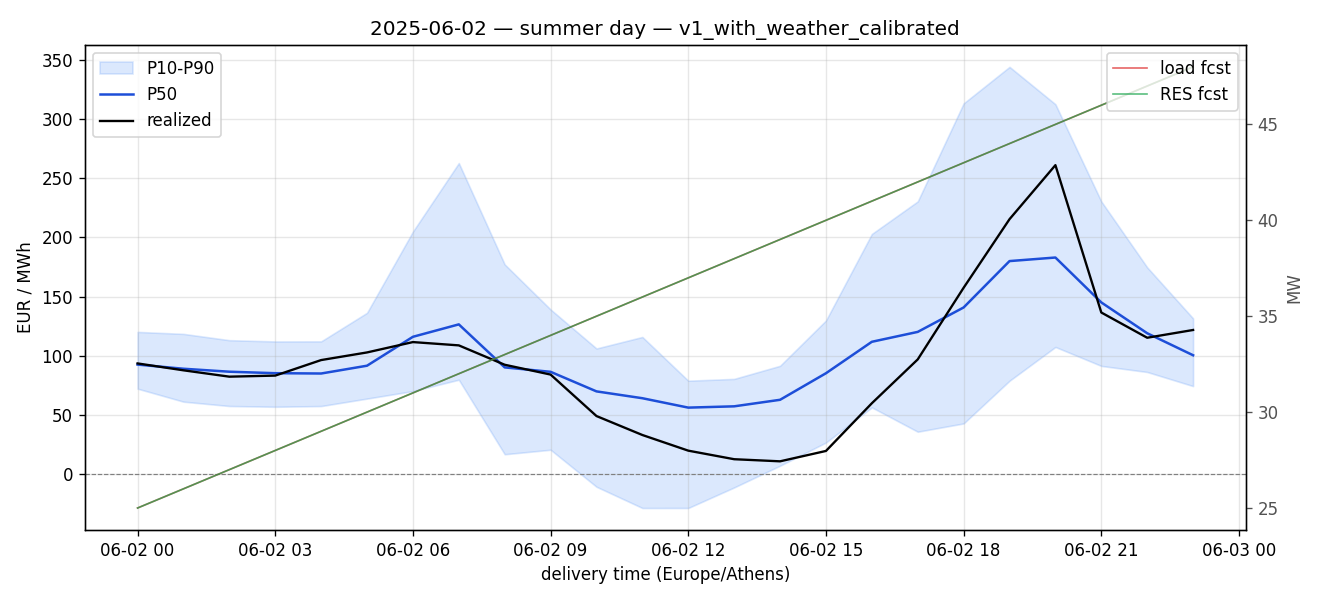 2025-06-02 — summer day — v1_with_weather_calibrated
P10-P90
P50
realized
load fcst
RES fcst
350
300
250
200
150
100
50
0
EUR / MWh
45
40
35
30
25
MW
06-02 00
06-02 03
06-02 06
06-02 09
06-02 12
06-02 15
06-02 18
06-02 21
06-03 00
delivery time (Europe/Athens)